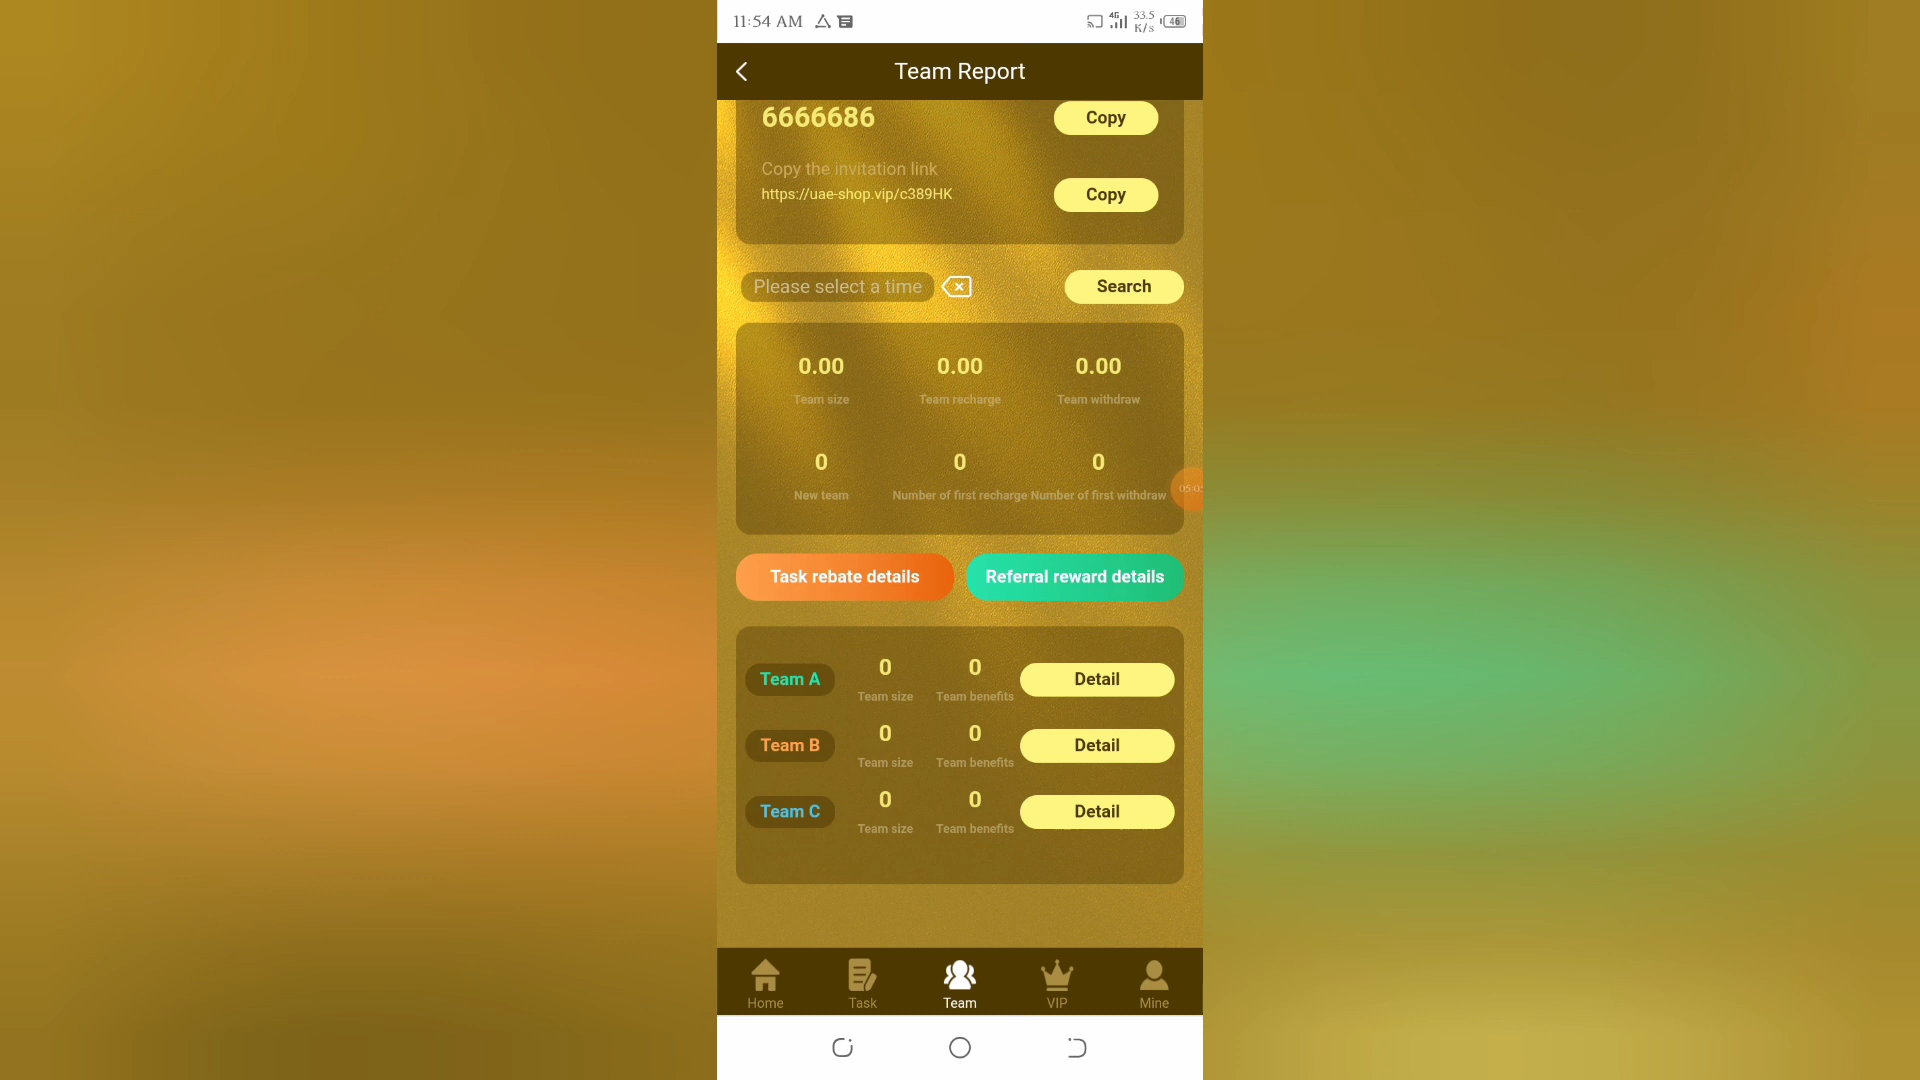 11:54 AM
4G
33.5
K/s
46
Team Report
6666686
Copy
Copy the invitation link
https://uae-shop.vip/c389HK
Copy
Please select a time
Search
0.00
0.00
0.00
Team size
Team recharge
Team withdraw
0
0
0
New team
Number of first recharge
Number of first withdraw
Task rebate details
Referral reward details
Team A
0
Team size
0
Team benefits
Detail
Team B
0
Team size
0
Team benefits
Detail
Team C
0
Team size
0
Team benefits
Detail
Home
Task
Team
VIP
Mine